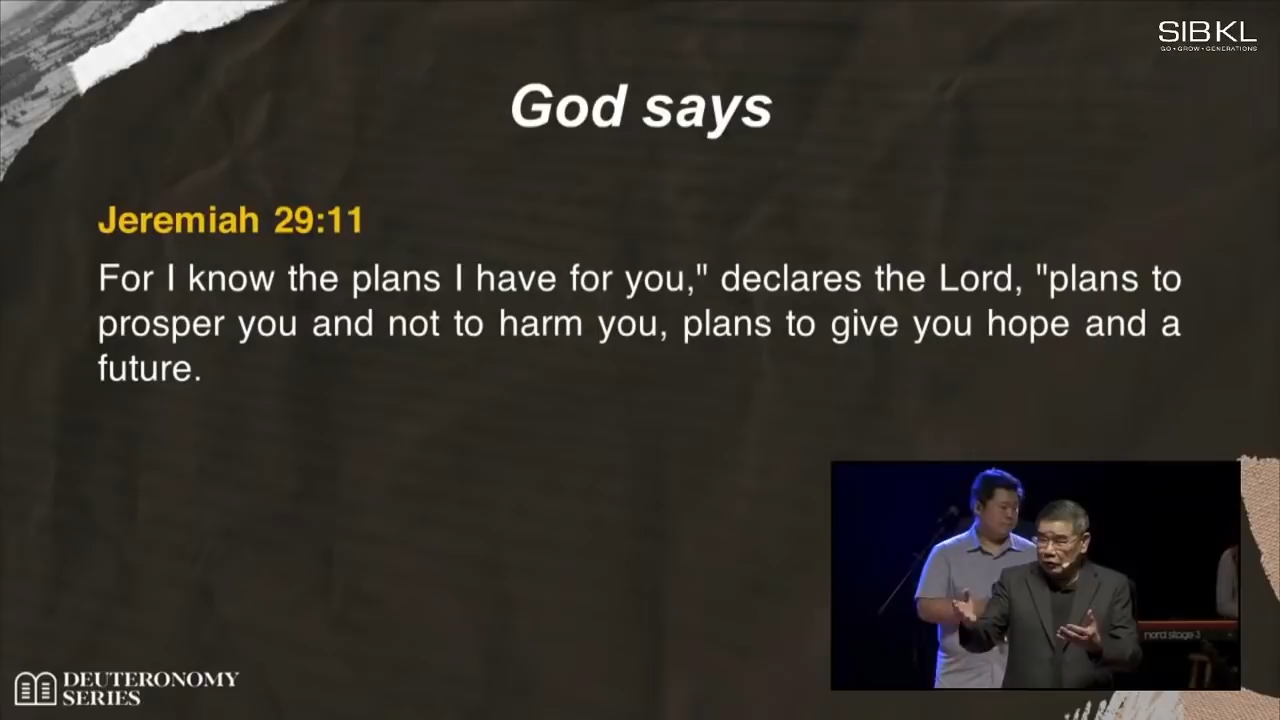 SIBKL
GO • GROW • GENERATIONS
God says
Jeremiah 29:11
For I know the plans I have for you," declares the Lord, "plans to
prosper you and not to harm you, plans to give you hope and a
future.
nord stage 3
DEUTERONOMY
SERIES